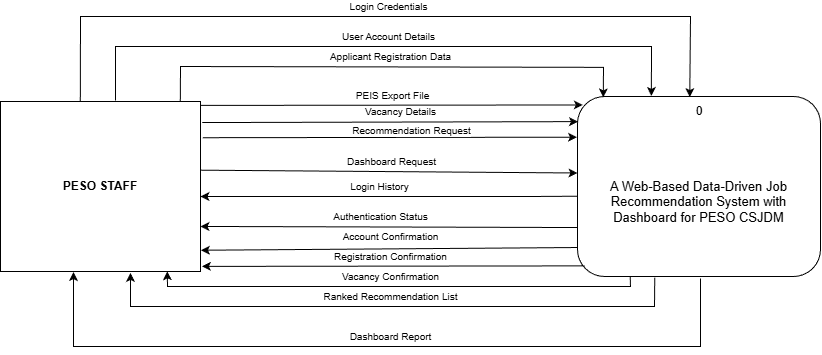 Login Credentials
User Account Details
Applicant Registration Data
PEIS Export File
Vacancy Details
Recommendation Request
Dashboard Request
Login History
Authentication Status
Account Confirmation
Registration Confirmation
Vacancy Confirmation
Ranked Recommendation List
Dashboard Report
PESO STAFF
0
A Web-Based Data-Driven Job
Recommendation System with
Dashboard for PESO CSJDM